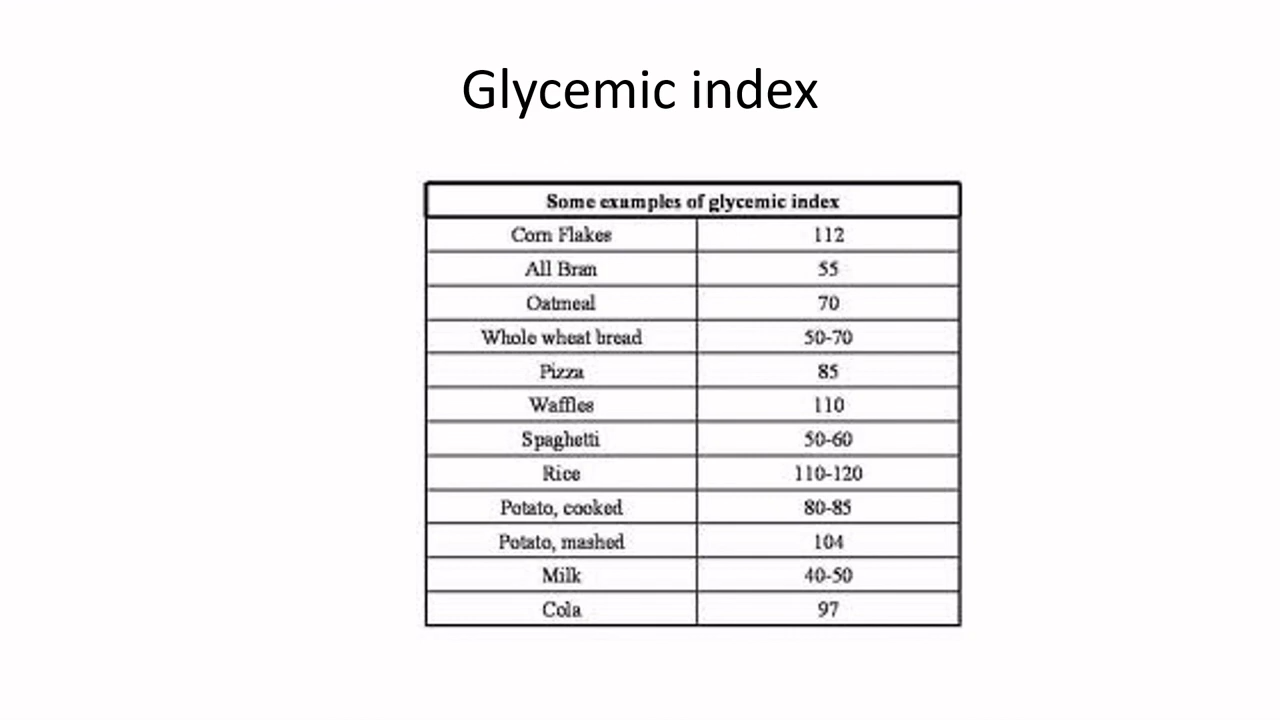 Glycemic index
Some examples of glycemic index
Corn Flakes 112
All Bran 55
Oatmeal 70
Whole wheat bread 50-70
Pizza 85
Waffles 110
Spaghetti 50-60
Rice 110-120
Potato, cooked 80-85
Potato, mashed 104
Milk 40-50
Cola 97